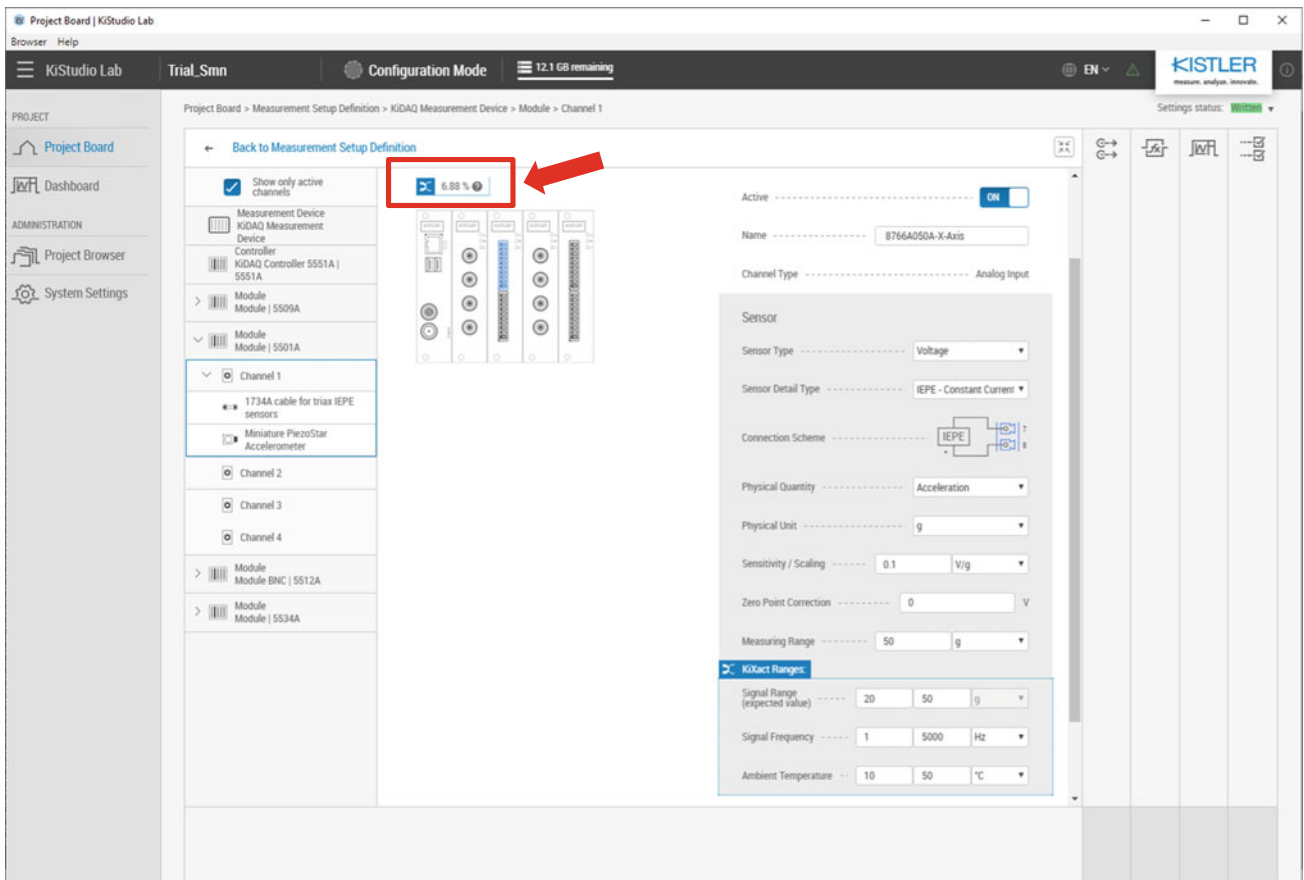 Project Board | KiStudio Lab
Browser Help
KiStudio Lab
Trial_Smn
Configuration Mode
12.1 GB remaining
EN
KISTLER
measure. analyze. innovate.
Project Board > Measurement Setup Definition > KiDAQ Measurement Device > Module > Channel 1
Settings status: Written
PROJECT
Project Board
Dashboard
ADMINISTRATION
Project Browser
System Settings
← Back to Measurement Setup Definition
Show only active
channels
Measurement Device
KiDAQ Measurement
Device
Controller
KiDAQ Controller 5551A |
5551A
Module
Module | 5509A
Module
Module | 5501A
Channel 1
1734A cable for triax IEPE
sensors
Miniature PiezoStar
Accelerometer
Channel 2
Channel 3
Channel 4
Module
Module BNC | 5512A
Module
Module | 5534A
6.88 % ?
Active ON
Name 8766A050A-X-Axis
Channel Type Analog Input
Sensor
Sensor Type Voltage
Sensor Detail Type IEPE - Constant Current
Connection Scheme IEPE 7 8
Physical Quantity Acceleration
Physical Unit g
Sensitivity / Scaling 0.1 V/g
Zero Point Correction 0 V
Measuring Range 50 g
KiXact Ranges:
Signal Range
(expected value) 20 50 g
Signal Frequency 1 5000 Hz
Ambient Temperature 10 50 °C